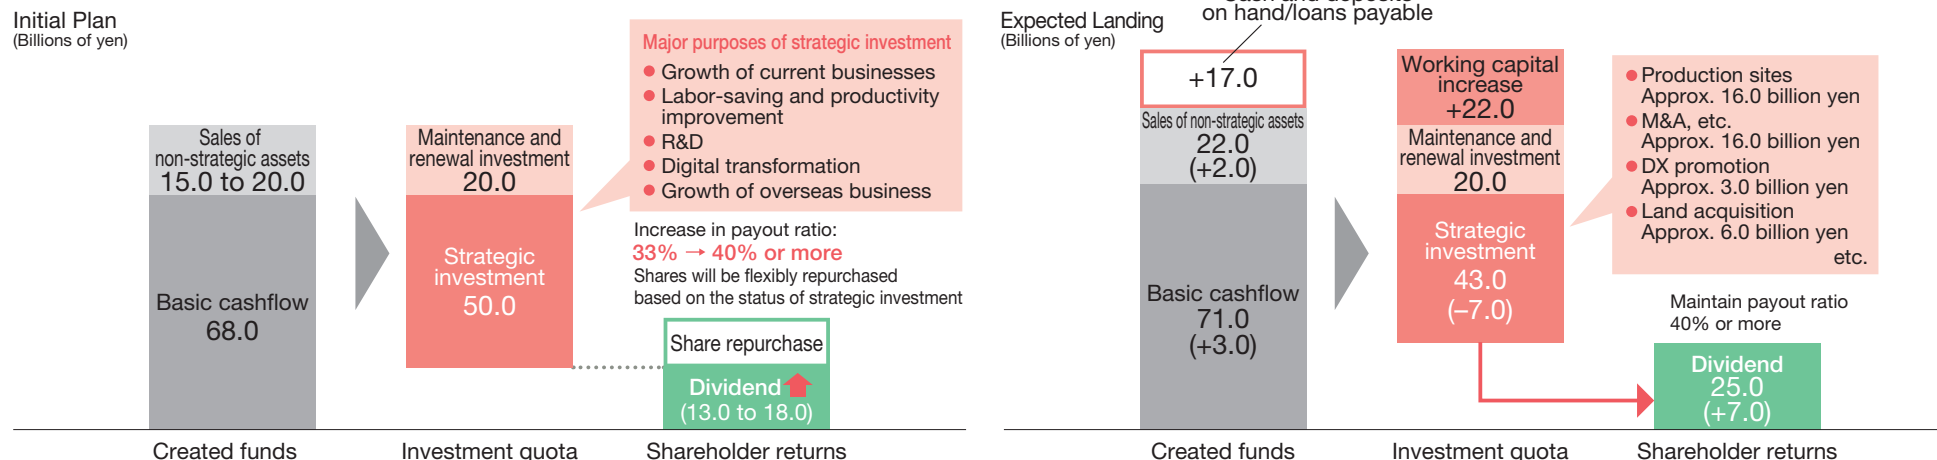 Initial Plan
(Billions of yen)
Sales of
non-strategic assets
15.0 to 20.0
Basic cashflow
68.0
Created funds
Maintenance and
renewal investment
20.0
Strategic
investment
50.0
Investment quota
Major purposes of strategic investment
● Growth of current businesses
● Labor-saving and productivity
improvement
● R&D
● Digital transformation
● Growth of overseas business
Increase in payout ratio:
33% → 40% or more
Shares will be flexibly repurchased
based on the status of strategic investment
Share repurchase
Dividend
(13.0 to 18.0)
Shareholder returns
Expected Landing
(Billions of yen)
Cash and deposits
on hand/loans payable
+17.0
Sales of non-strategic assets
22.0
(+2.0)
Basic cashflow
71.0
(+3.0)
Created funds
Working capital
increase
+22.0
Maintenance and
renewal investment
20.0
Strategic
investment
43.0
(–7.0)
Investment quota
● Production sites
Approx. 16.0 billion yen
● M&A, etc.
Approx. 16.0 billion yen
● DX promotion
Approx. 3.0 billion yen
● Land acquisition
Approx. 6.0 billion yen
etc.
Maintain payout ratio
40% or more
Dividend
25.0
(+7.0)
Shareholder returns